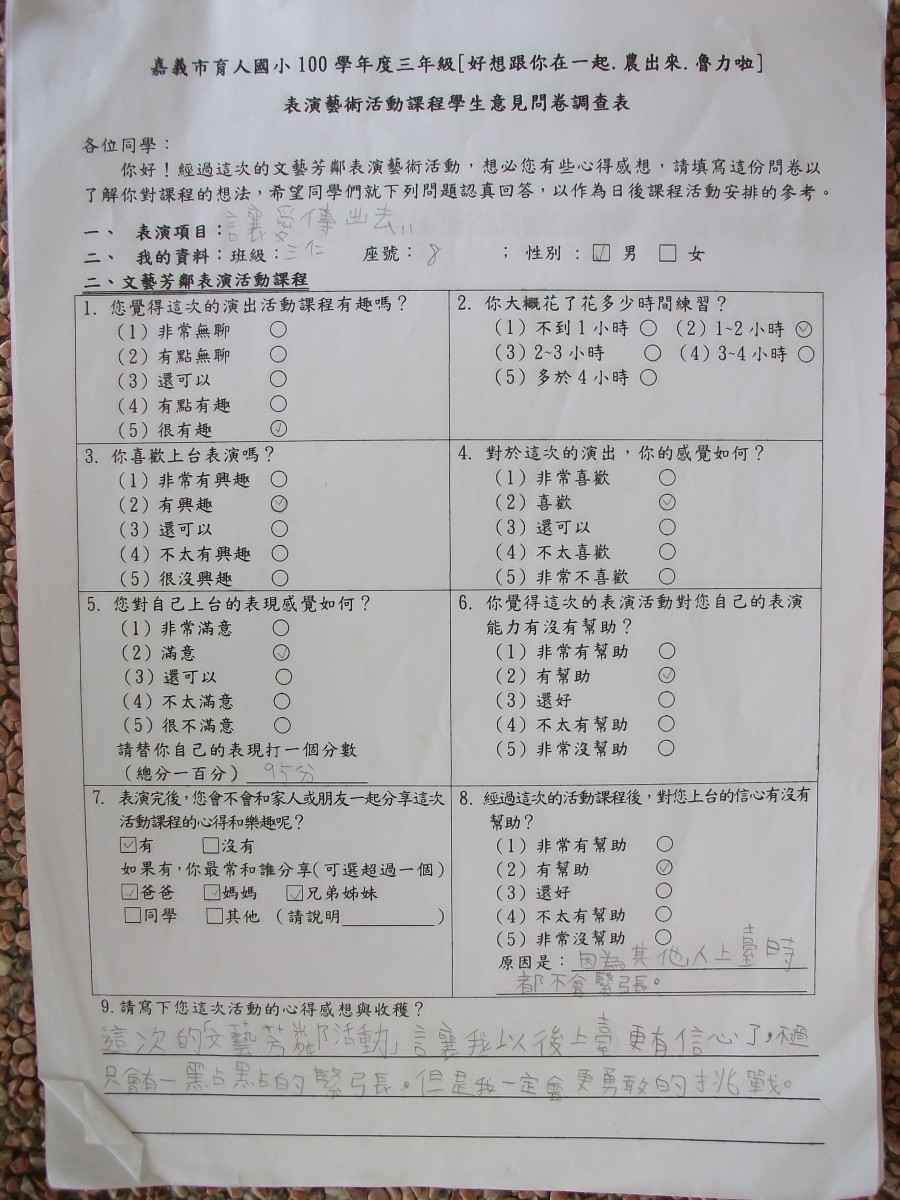 嘉義市育人國小100學年度三年級[好想跟你在一起.農出來.魯力啦]
表演藝術活動課程學生意見問卷調查表
各位同學：
你好！經過這次的文藝芳鄰表演藝術活動，想必您有些心得感想，請填寫這份問卷以
了解你對課程的想法，希望同學們就下列問題認真回答，以作為日後課程活動安排的參考。
一、 表演項目：讓愛傳出去
二、 我的資料：班級：三仁 座號：8 ；性別：☑男 □女
二、文藝芳鄰表演活動課程
1. 您覺得這次的演出活動課程有趣嗎？
(1) 非常無聊 ○
(2) 有點無聊 ○
(3) 還可以 ○
(4) 有點有趣 ○
(5) 很有趣 ✓
2. 你大概花了花多少時間練習？
(1) 不到1小時 ○ (2) 1~2小時 ✓
(3) 2~3小時 ○ (4) 3~4小時 ○
(5) 多於4小時 ○
3. 你喜歡上台表演嗎？
(1) 非常有興趣 ○
(2) 有興趣 ✓
(3) 還可以 ○
(4) 不太有興趣 ○
(5) 很沒興趣 ○
4. 對於這次的演出，你的感覺如何？
(1) 非常喜歡 ○
(2) 喜歡 ✓
(3) 還可以 ○
(4) 不太喜歡 ○
(5) 非常不喜歡 ○
5. 您對自己上台的表現感覺如何？
(1) 非常滿意 ○
(2) 滿意 ✓
(3) 還可以 ○
(4) 不太滿意 ○
(5) 很不滿意 ○
請替你自己的表現打一個分數
(總分一百分) 95分
6. 你覺得這次的表演活動對您自己的表演
能力有沒有幫助？
(1) 非常有幫助 ○
(2) 有幫助 ✓
(3) 還好 ○
(4) 不太有幫助 ○
(5) 非常沒幫助 ○
7. 表演完後，您會不會和家人或朋友一起分享這次
活動課程的心得和樂趣呢？
☑有 □沒有
如果有，你最常和誰分享(可選超過一個)
☑爸爸 ☑媽媽 ☑兄弟姊妹
□同學 □其他 (請說明________)
8. 經過這次的活動課程後，對您上台的信心有沒有
幫助？
(1) 非常有幫助 ○
(2) 有幫助 ✓
(3) 還好 ○
(4) 不太有幫助 ○
(5) 非常沒幫助 ○
原因是：因為其他人上臺時
都不會緊張。
9. 請寫下您這次活動的心得感想與收穫？
這次的「文藝芳鄰活動」讓我以後上臺更有信心了，不過
只會有一點點的緊張。但是我一定會更勇敢的挑戰。